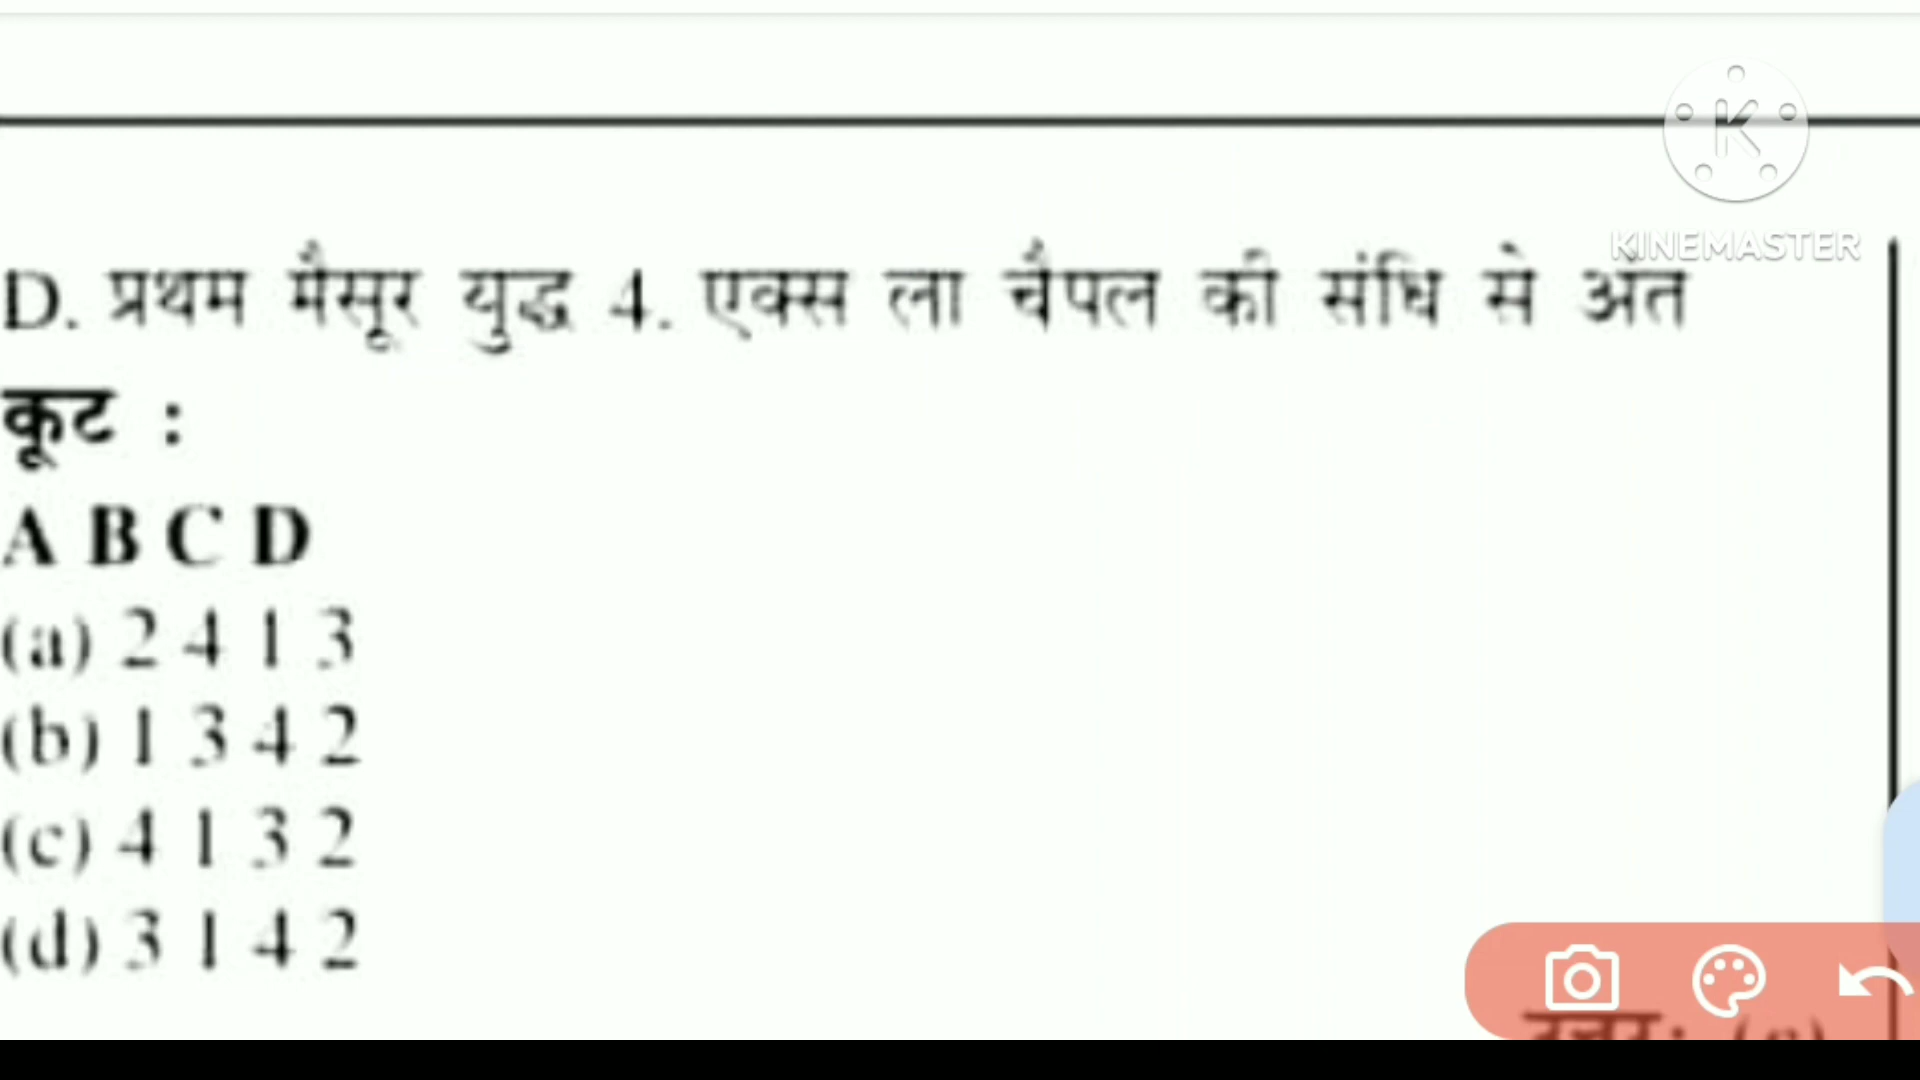 KINEMASTER
D. प्रथम मैसूर युद्ध 4. एक्स ला चैपल की संधि से अंत
कूट :
A B C D
(a) 2 4 1 3
(b) 1 3 4 2
(c) 4 1 3 2
(d) 3 1 4 2